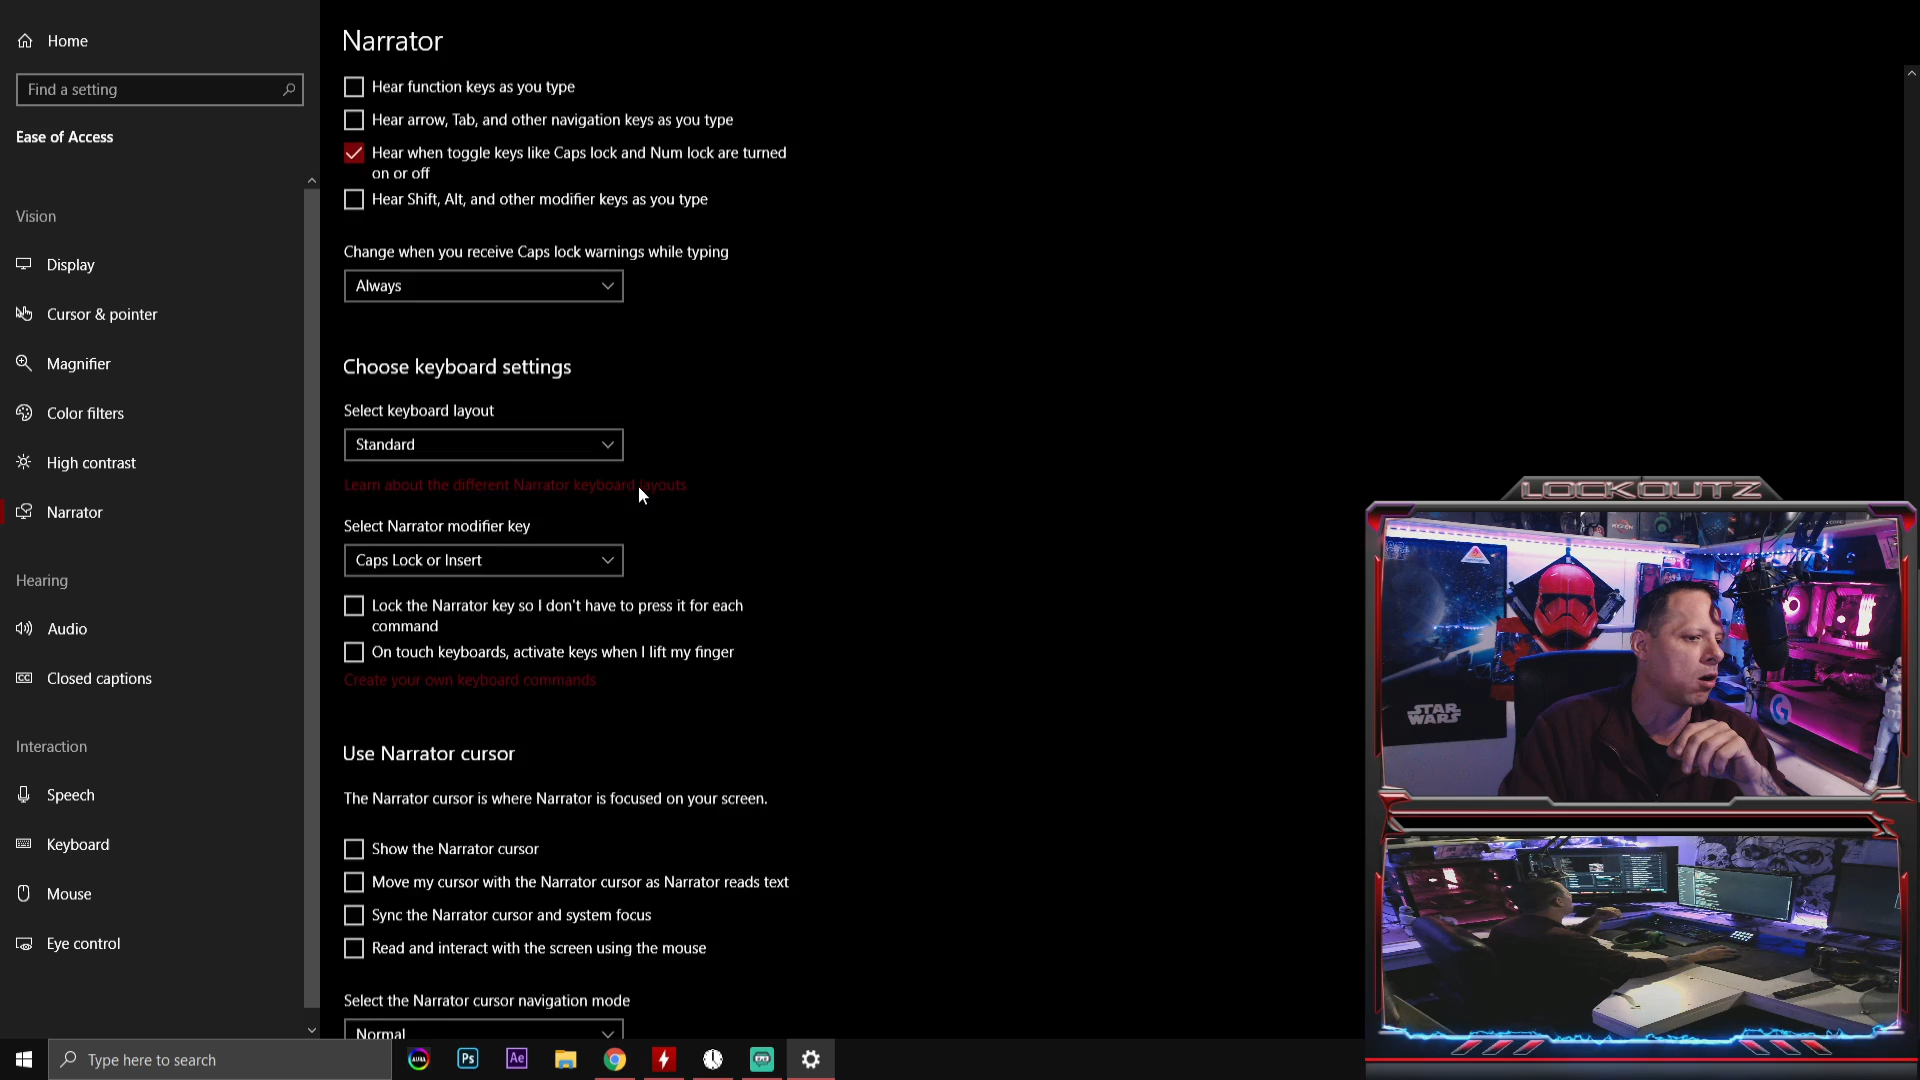 Home
Find a setting
Ease of Access
Vision
Display
Cursor & pointer
Magnifier
Color filters
High contrast
Narrator
Hearing
Audio
Closed captions
Interaction
Speech
Keyboard
Mouse
Eye control
Narrator
Hear function keys as you type
Hear arrow, Tab, and other navigation keys as you type
Hear when toggle keys like Caps lock and Num lock are turned
on or off
Hear Shift, Alt, and other modifier keys as you type
Change when you receive Caps lock warnings while typing
Always
Choose keyboard settings
Select keyboard layout
Standard
Learn about the different Narrator keyboard layouts
Select Narrator modifier key
Caps Lock or Insert
Lock the Narrator key so I don't have to press it for each
command
On touch keyboards, activate keys when I lift my finger
Create your own keyboard commands
Use Narrator cursor
The Narrator cursor is where Narrator is focused on your screen.
Show the Narrator cursor
Move my cursor with the Narrator cursor as Narrator reads text
Sync the Narrator cursor and system focus
Read and interact with the screen using the mouse
Select the Narrator cursor navigation mode
Normal
LOCKOUTZ
STAR
WARS
Type here to search
Ps
Ae